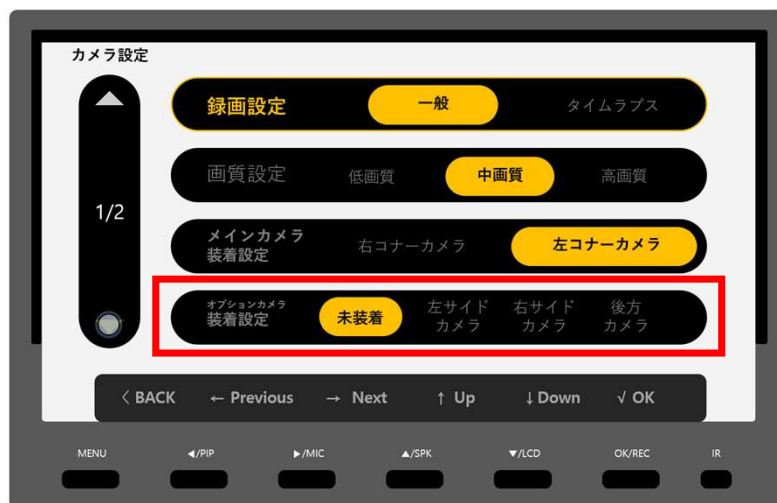 カメラ設定
1/2
録画設定 一般 タイムラプス
画質設定 低画質 中画質 高画質
メインカメラ
装着設定
右コナーカメラ 左コナーカメラ
オプションカメラ
装着設定
未装着
左サイド
カメラ
右サイド
カメラ
後方
カメラ
〈 BACK ← Previous → Next ↑ Up ↓ Down √ OK
MENU ◀/PIP ▶/MIC ▲/SPK ▼/LCD OK/REC IR